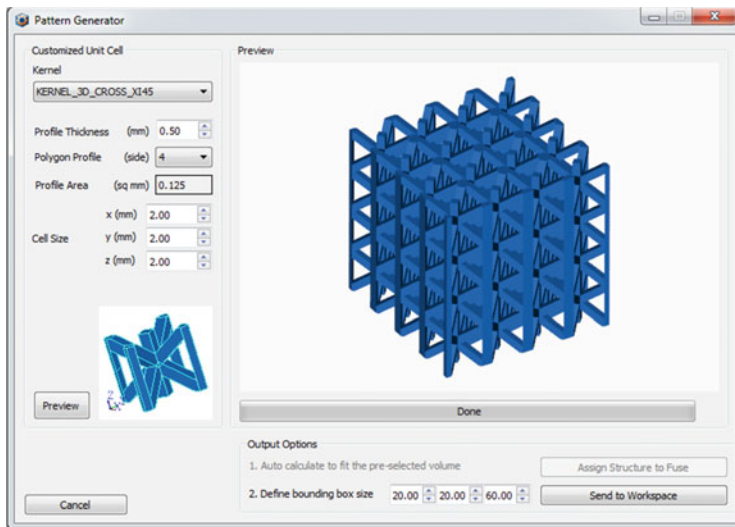 Pattern Generator
Customized Unit Cell
Kernel
KERNEL_3D_CROSS_XI45
Profile Thickness (mm) 0.50
Polygon Profile (side) 4
Profile Area (sq mm) 0.125
x (mm) 2.00
Cell Size y (mm) 2.00
z (mm) 2.00
Preview
Cancel
Preview
Done
Output Options
1. Auto calculate to fit the pre-selected volume Assign Structure to Fuse
2. Define bounding box size 20.00 20.00 60.00 Send to Workspace